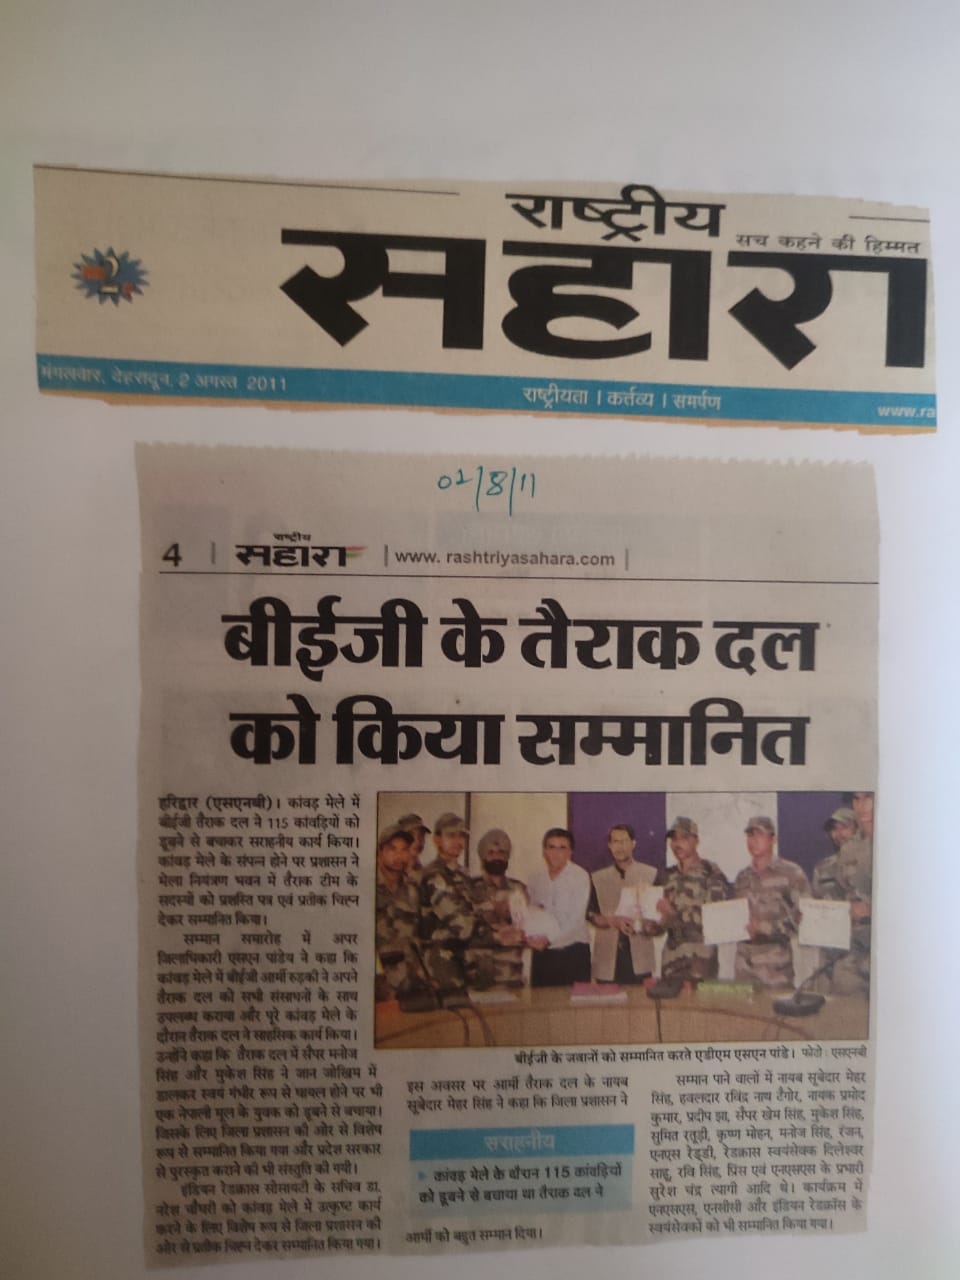 राष्ट्रीय
सच कहने की हिम्मत
सहारा
मंगलवार, देहरादून, 2 अगस्त 2011
राष्ट्रीयता । कर्त्तव्य । समर्पण
www.ra
02/8/11
4 | राष्ट्रीय सहारा | www. rashtriyasahara.com |
बीईजी के तैराक दल
को किया सम्मानित
हरिद्वार (एसएनबी)। कांवड़ मेले में
बीईजी तैराक दल ने 115 कांवड़ियों को
डूबने से बचाकर सराहनीय कार्य किया।
कांवड़ मेले के संपन्न होने पर प्रशासन ने
मेला नियंत्रण भवन में तैराक टीम के
सदस्यों को प्रशस्ति पत्र एवं प्रतीक चिह्न
देकर सम्मानित किया।
सम्मान समारोह में अपर
जिलाधिकारी एसएन पांडेय ने कहा कि
कांवड़ मेले में बीईजी आर्मी रुड़की ने अपने
तैराक दल को सभी संसाधनों के साथ
उपलब्ध कराया और पूरे कांवड़ मेले के
दौरान तैराक दल ने साहसिक कार्य किया।
उन्होंने कहा कि तैराक दल में सैपर मनोज
सिंह और मुकेश सिंह ने जान जोखिम में
डालकर स्वयं गंभीर रूप से घायल होने पर भी
एक नेपाली मूल के युवक को डूबने से बचाया।
जिसके लिए जिला प्रशासन की ओर से विशेष
रूप से सम्मानित किया गया और प्रदेश सरकार
से पुरस्कृत कराने की भी संस्तुति की गयी।
इंडियन रेडक्रास सोसायटी के सचिव डा.
नरेश चौधरी को कांवड़ मेले में उत्कृष्ट कार्य
करने के लिए विशेष रूप से जिला प्रशासन की
ओर से प्रतीक चिह्न देकर सम्मानित किया गया।
बीईजी के जवानों को सम्मानित करते एडीएम एसएन पांडे। फोटो : एसएनबी
इस अवसर पर आर्मी तैराक दल के नायब
सूबेदार मेहर सिंह ने कहा कि जिला प्रशासन ने
सराहनीय
कांवड़ मेले के दौरान 115 कांवड़ियों
को डूबने से बचाया था तैराक दल ने
आर्मी को बहुत सम्मान दिया।
सम्मान पाने वालों में नायब सूबेदार मेहर
सिंह, हवलदार रविंद्र नाथ टैगोर, नायक प्रमोद
कुमार, प्रदीप झा, सैपर खेम सिंह, मुकेश सिंह,
सुमित रतूड़ी, कृष्ण मोहन, मनोज सिंह, रंजन,
एनएस रेड्डी, रेडक्रास स्वयंसेवक दिलेश्वर
साहू, रवि सिंह, प्रिंस एवं एनएसएस के प्रभारी
सुरेश चंद्र त्यागी आदि थे। कार्यक्रम में
एनएसएस, एनसीसी और इंडियन रेडक्रॉस के
स्वयंसेवकों को भी सम्मानित किया गया।